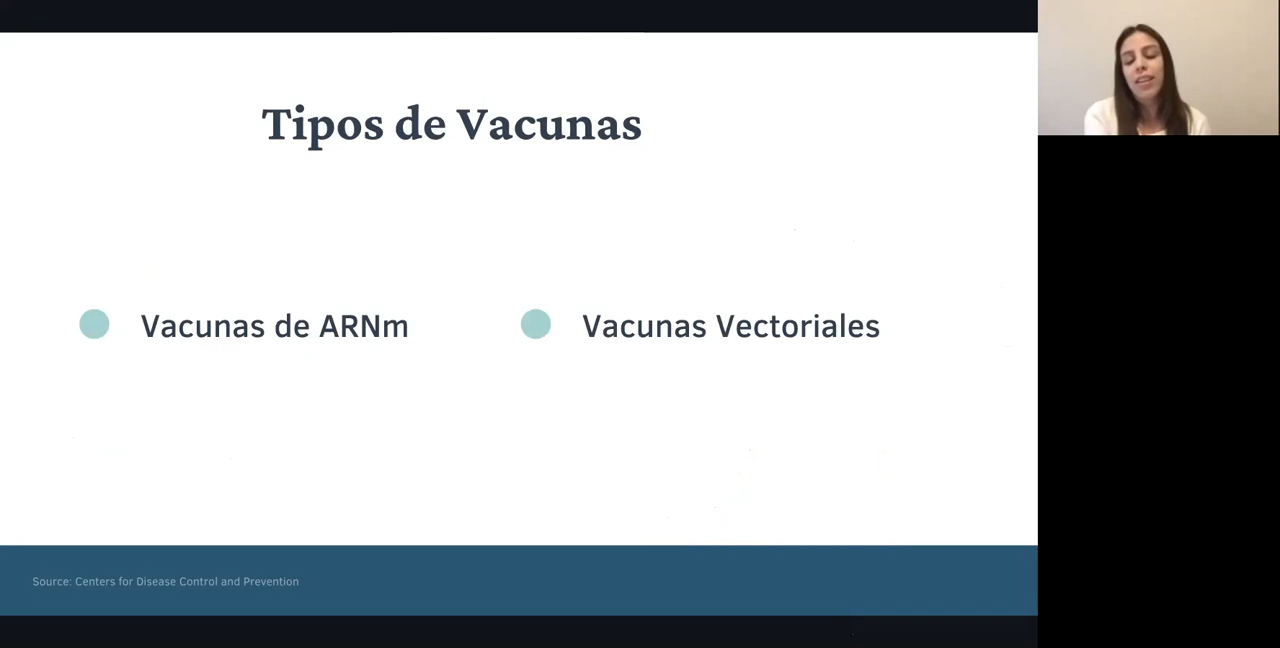 Tipos de Vacunas
Vacunas de ARNm
Vacunas Vectoriales
Source: Centers for Disease Control and Prevention